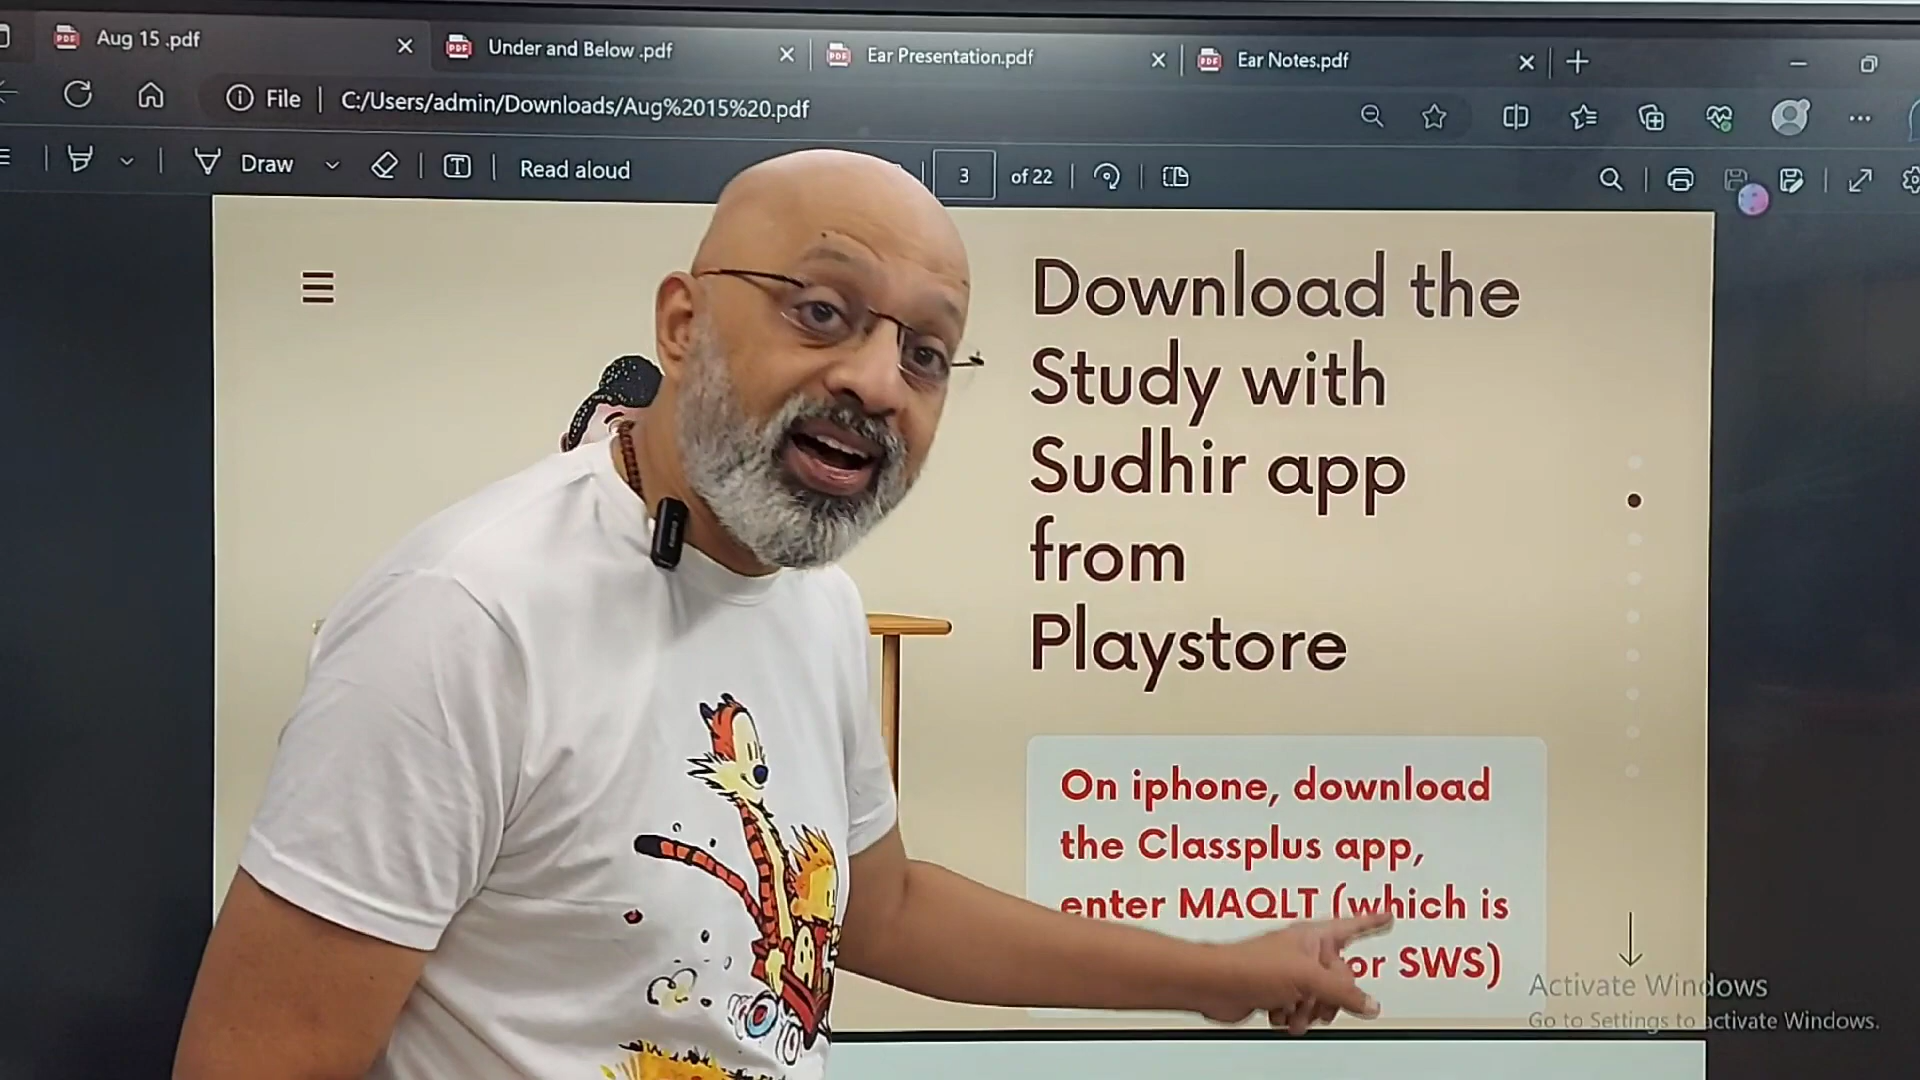 Aug 15 .pdf
Under and Below .pdf
Ear Presentation.pdf
Ear Notes.pdf
File
C:/Users/admin/Downloads/Aug%2015%20.pdf
Draw
Read aloud
3
of 22
Download the
Study with
Sudhir app
from
Playstore
On iphone, download
the Classplus app,
enter MAQLT (which is
or SWS)
Activate Windows
Go to Settings to activate Windows.